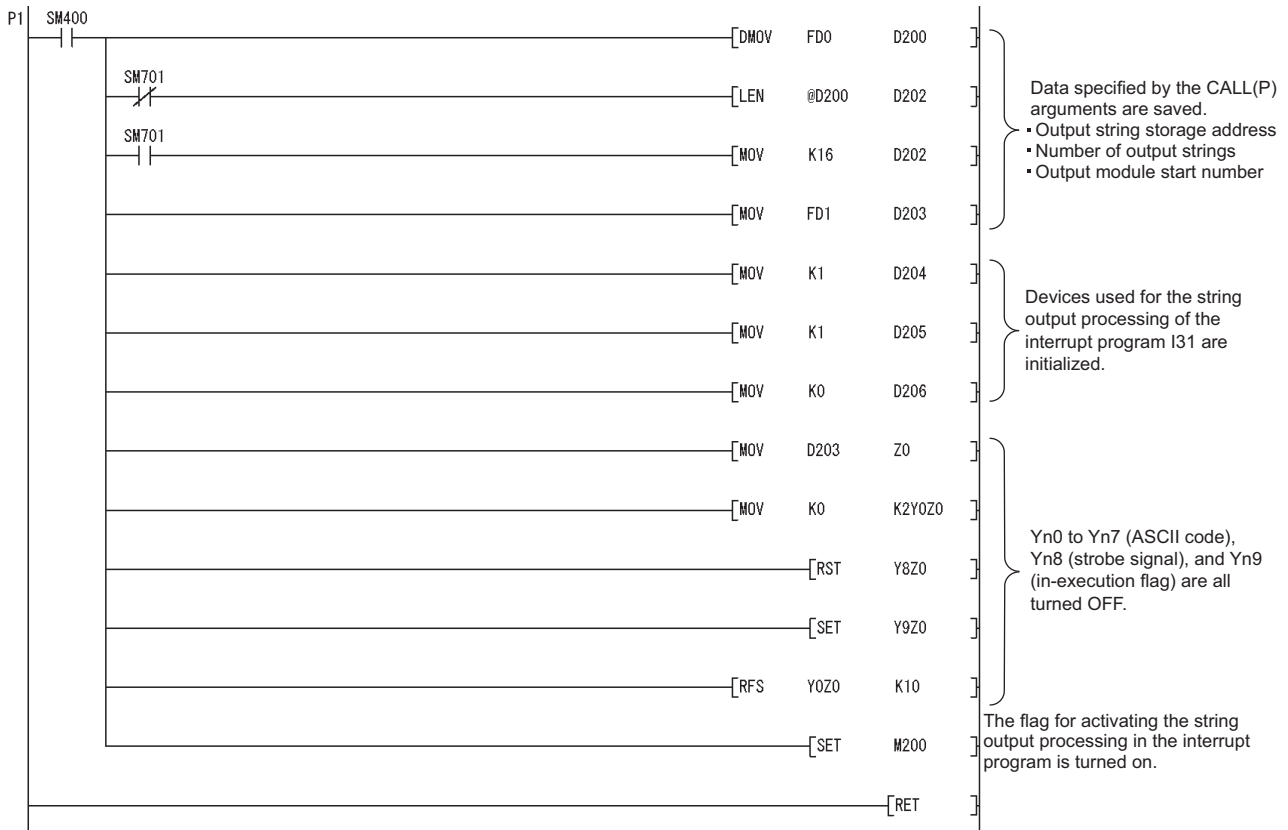 P1 SM400
DMOV FD0 D200
SM701
LEN @D200 D202
SM701
MOV K16 D202
MOV FD1 D203
Data specified by the CALL(P)
arguments are saved.
▪ Output string storage address
▪ Number of output strings
▪ Output module start number
MOV K1 D204
MOV K1 D205
MOV K0 D206
Devices used for the string
output processing of the
interrupt program I31 are
initialized.
MOV D203 Z0
MOV K0 K2Y0Z0
RST Y8Z0
SET Y9Z0
RFS Y0Z0 K10
Yn0 to Yn7 (ASCII code),
Yn8 (strobe signal), and Yn9
(in-execution flag) are all
turned OFF.
SET M200
The flag for activating the string
output processing in the interrupt
program is turned on.
RET